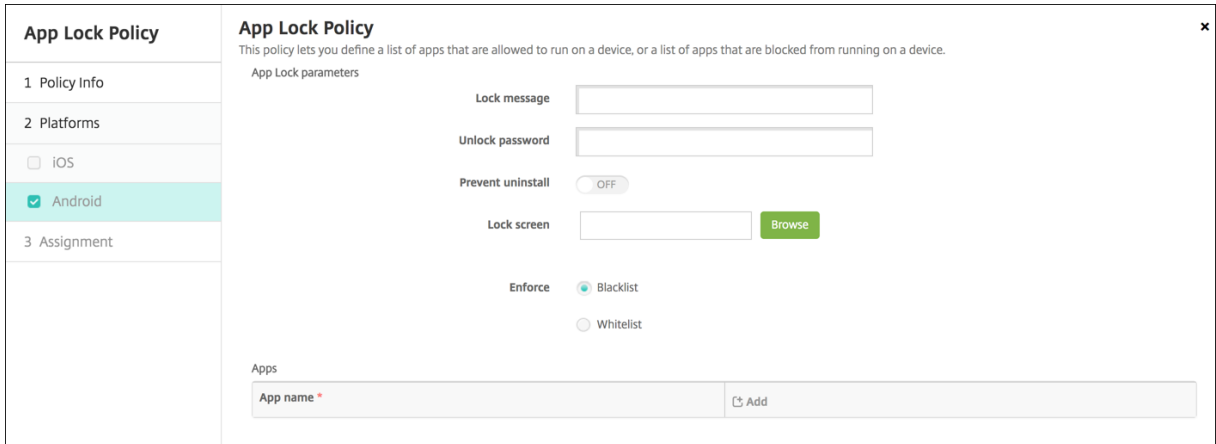 App Lock Policy
1 Policy Info
2 Platforms
iOS
Android
3 Assignment
App Lock Policy
This policy lets you define a list of apps that are allowed to run on a device, or a list of apps that are blocked from running on a device.
App Lock parameters
Lock message
Unlock password
Prevent uninstall OFF
Lock screen Browse
Enforce Blacklist
Whitelist
Apps
App name * Add